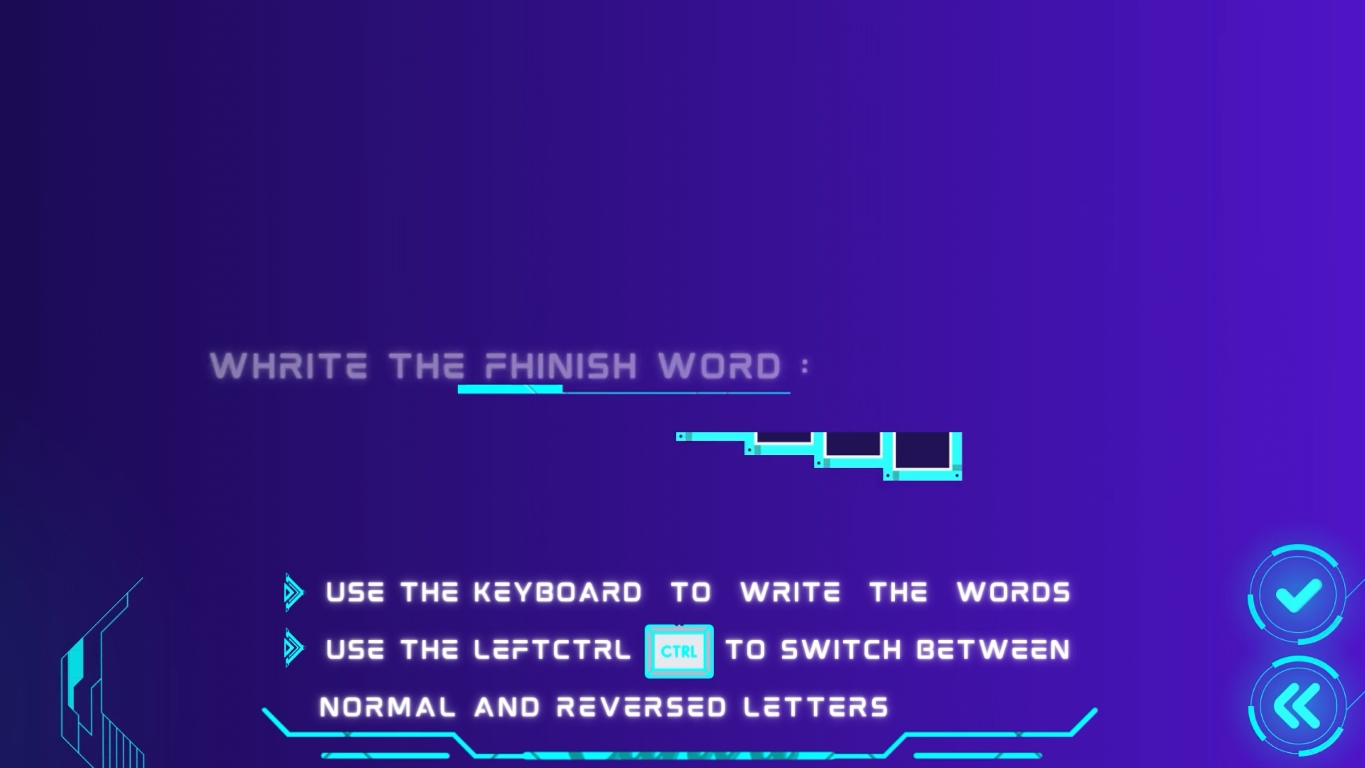 WHRITE THE FHINISH WORD :
USE THE KEYBOARD TO WRITE THE WORDS
USE THE LEFTCTRL CTRL TO SWITCH BETWEEN
NORMAL AND REVERSED LETTERS